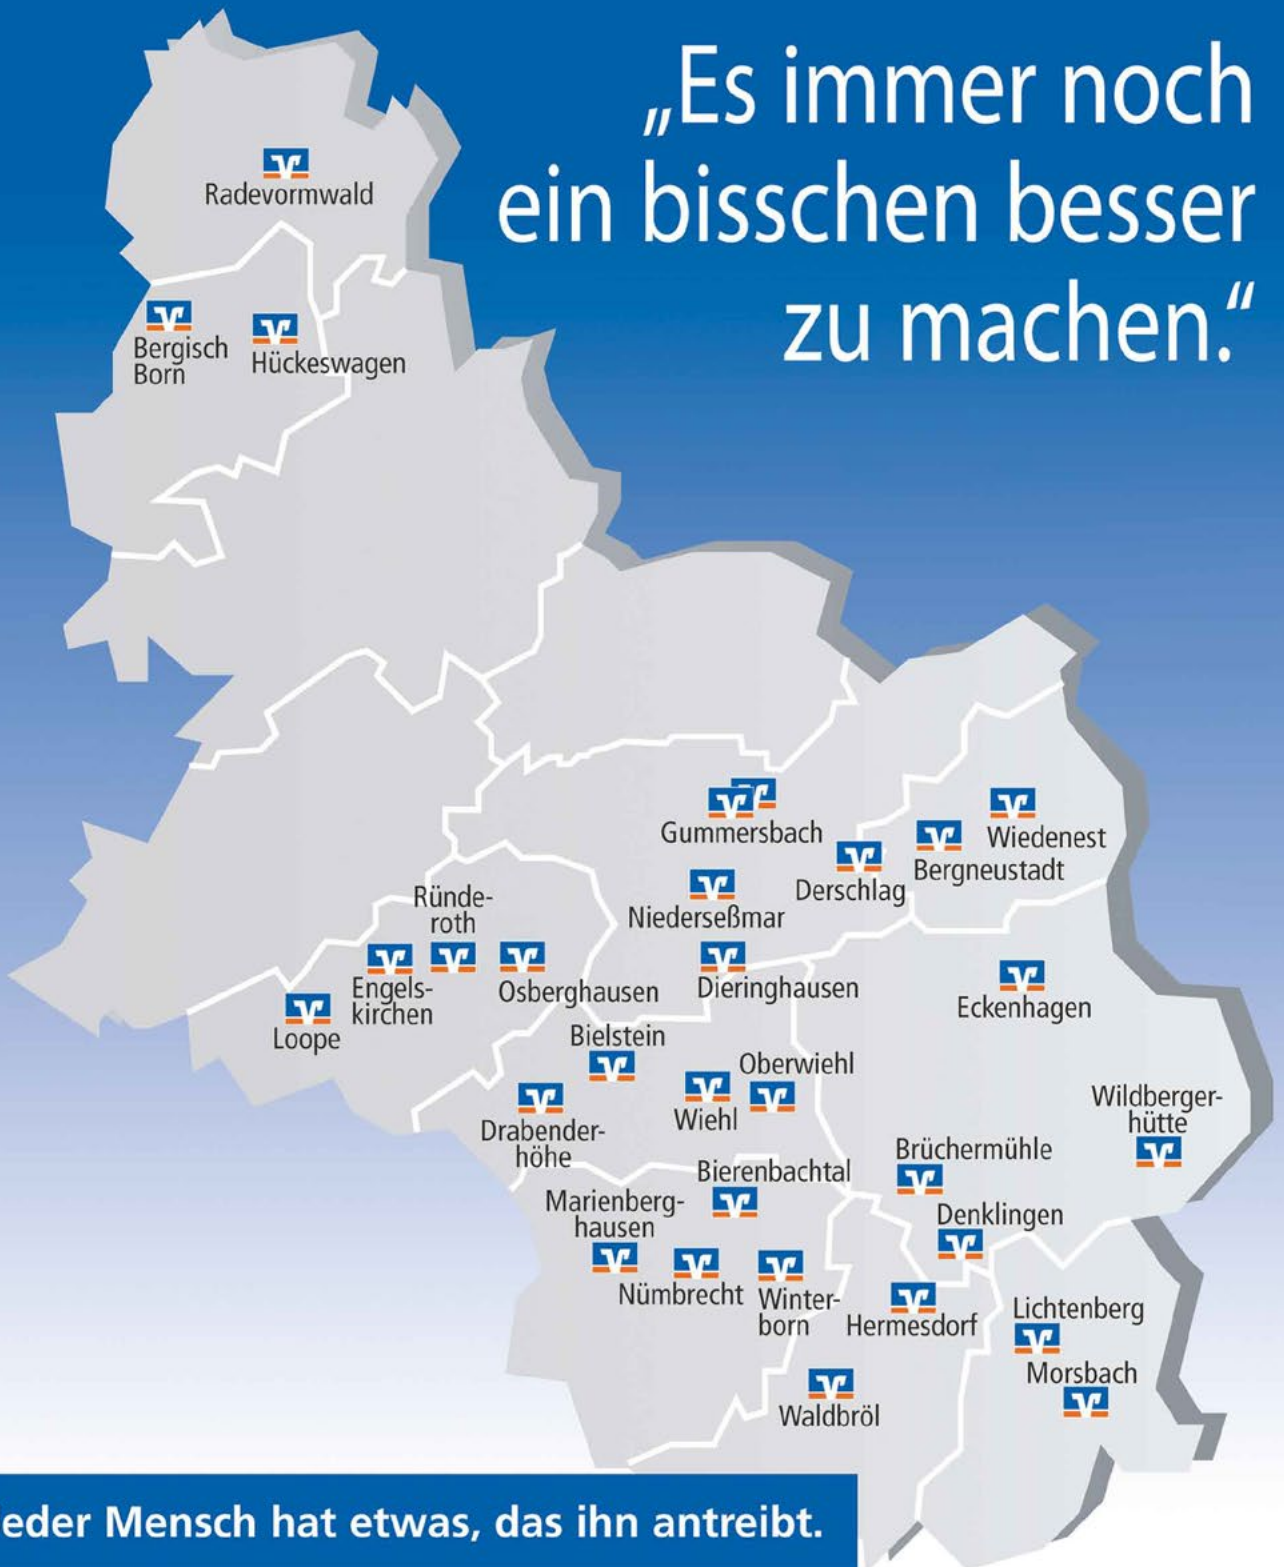 „Es immer noch
ein bisschen besser
zu machen.“
Radevormwald
Bergisch
Born
Hückeswagen
Gummersbach
Wiedenest
Bergneustadt
Derschlag
Niederseßmar
Ründe-
roth
Engels-
kirchen
Osberghausen
Dieringhausen
Eckenhagen
Loope
Bielstein
Oberwiehl
Wiehl
Drabender-
höhe
Wildberger-
hütte
Brüchermühle
Bierenbachtal
Marienberg-
hausen
Denklingen
Nümbrecht
Winter-
born
Hermesdorf
Lichtenberg
Morsbach
Waldbröl
eder Mensch hat etwas, das ihn antreibt.